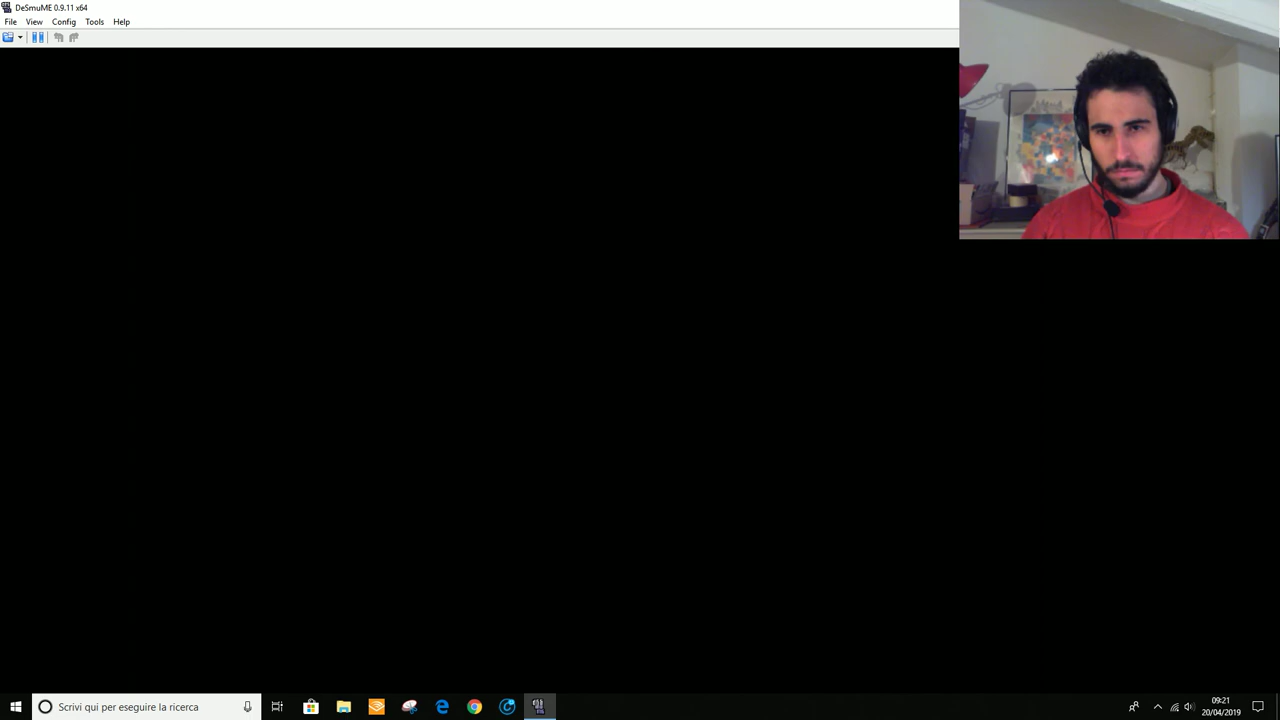 DeSmuME 0.9.11 x64
File View Config Tools Help
Scrivi qui per eseguire la ricerca
09:21
20/04/2019